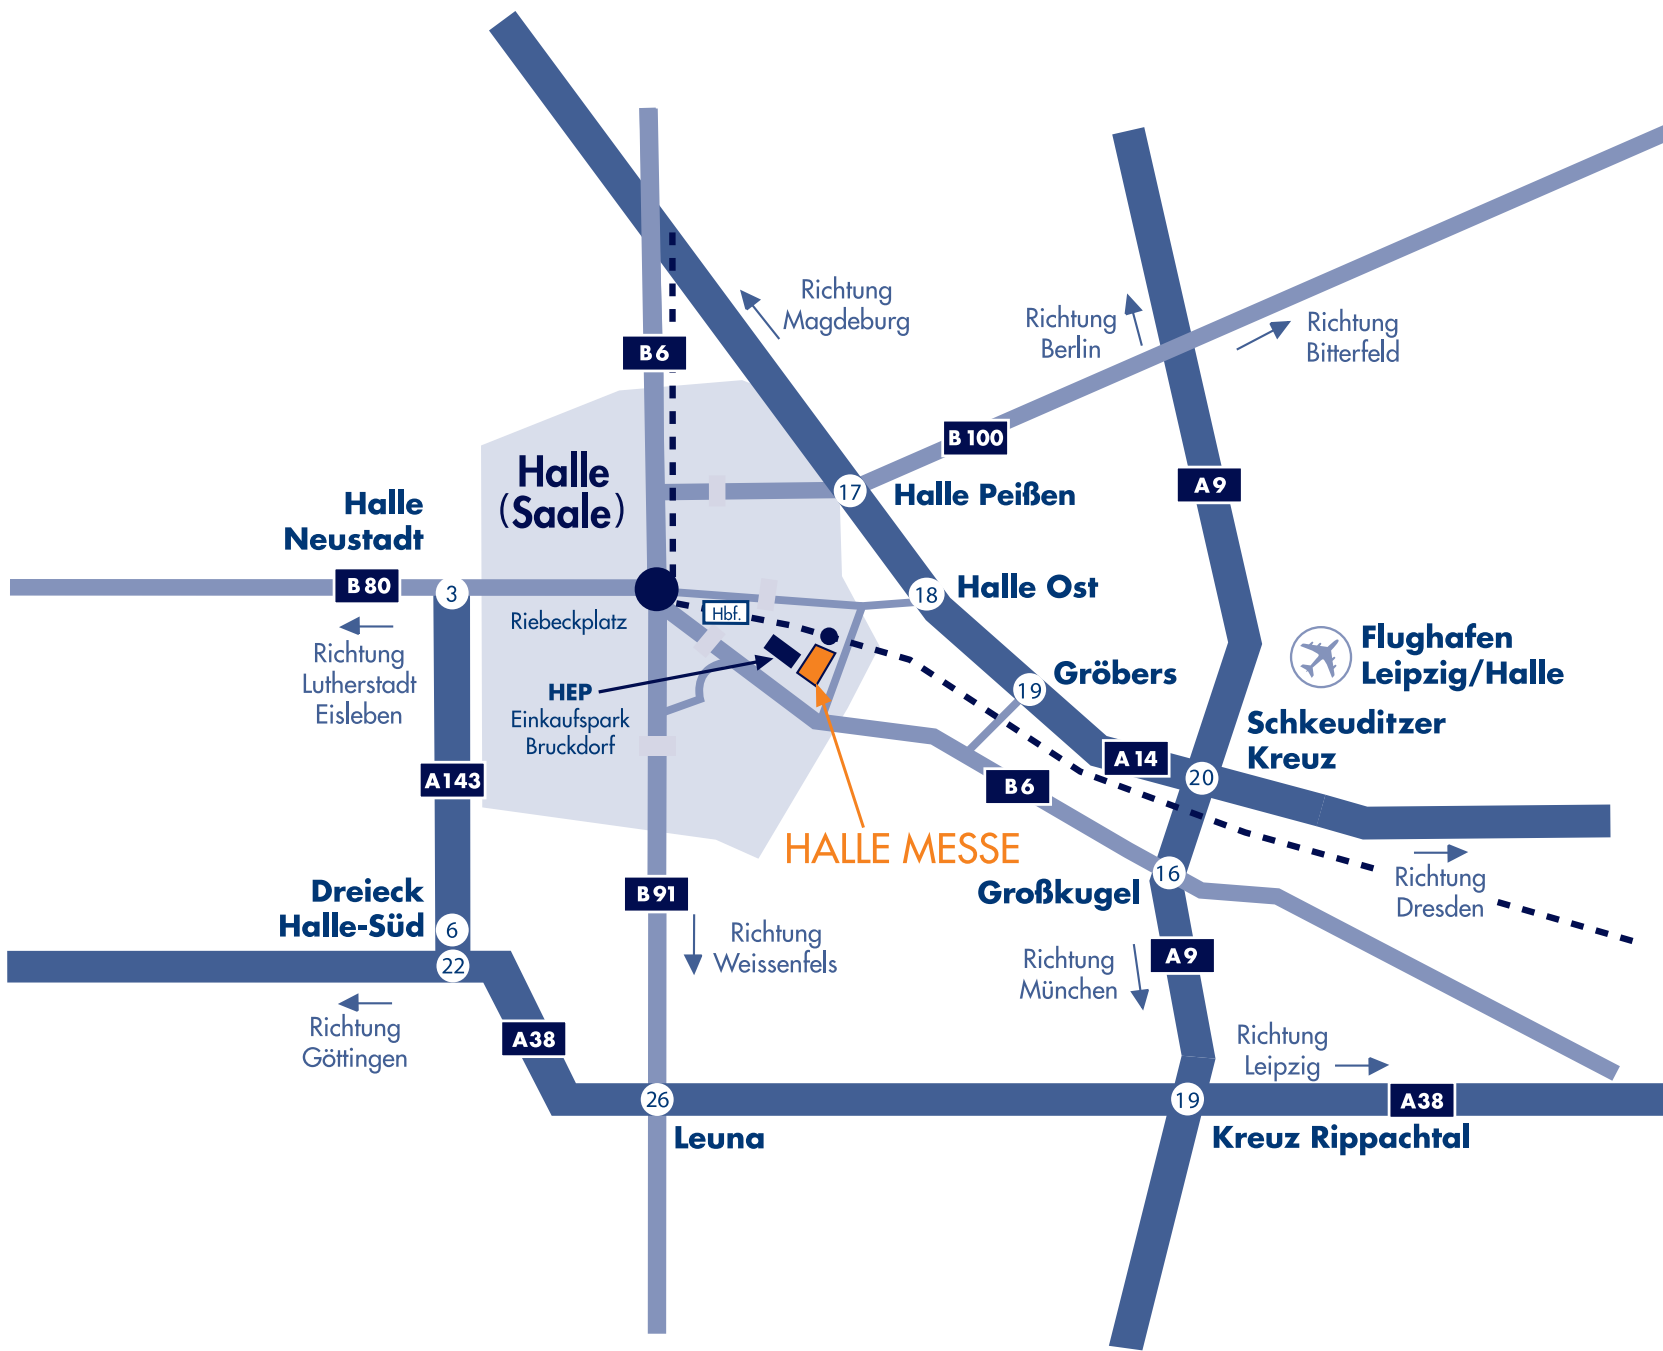 Richtung
Magdeburg
Richtung
Berlin
Richtung
Bitterfeld
B 6
B 100
Halle
(Saale)
A 9
17
Halle Peißen
Halle
Neustadt
B 80
3
18
Halle Ost
Riebeckplatz
Hbf.
Richtung
Lutherstadt
Eisleben
Flughafen
Leipzig/Halle
HEP
Einkaufspark
Bruckdorf
19
Gröbers
Schkeuditzer
Kreuz
A 14
20
A143
B 6
HALLE MESSE
16
Großkugel
Richtung
Dresden
Dreieck
Halle-Süd
6
22
B 91
Richtung
Weissenfels
Richtung
München
A 9
Richtung
Göttingen
A38
Richtung
Leipzig
26
Leuna
19
A38
Kreuz Rippachtal